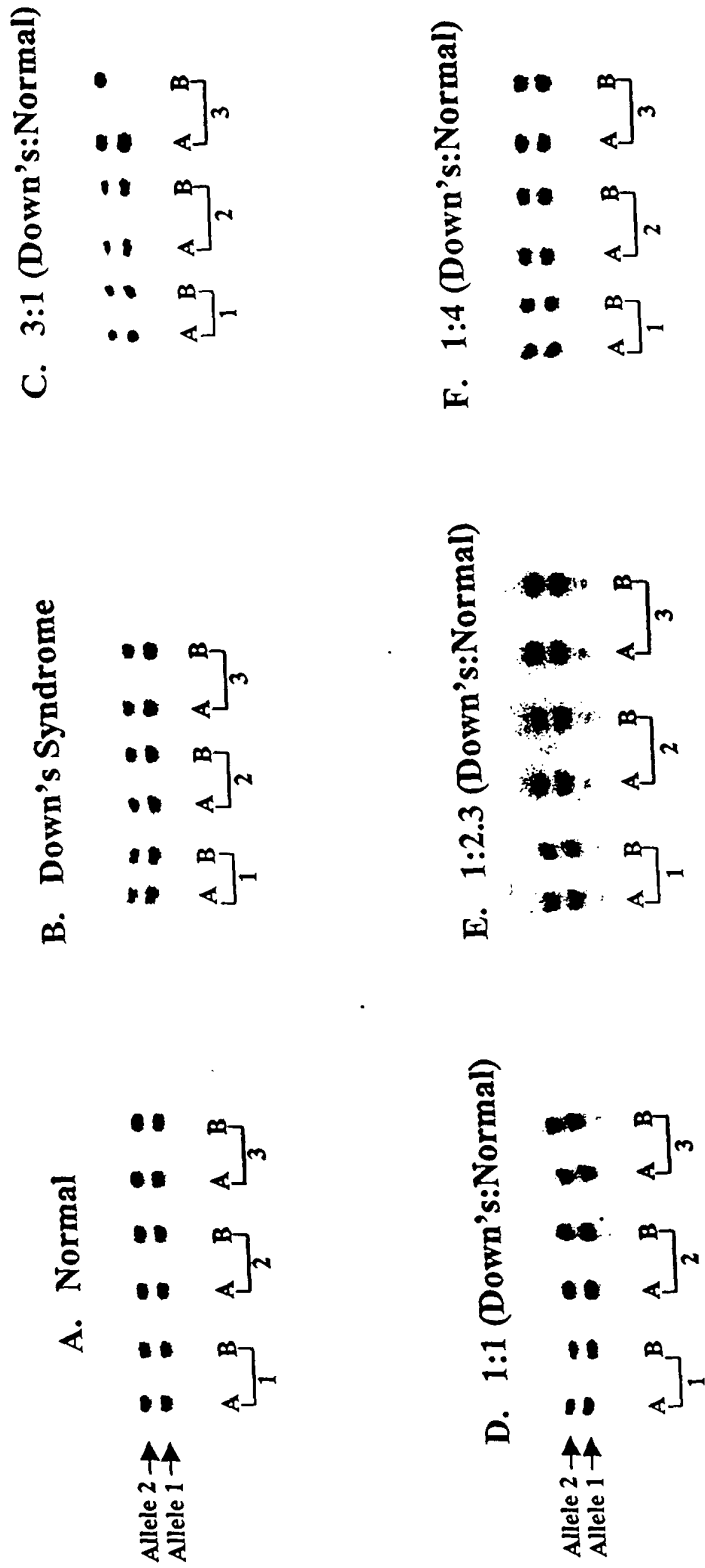 A. Normal
Allele 2
Allele 1
A B A B A B
1 2 3
B. Down's Syndrome
A B A B A B
1 2 3
C. 3:1 (Down's:Normal)
A B A B A B
1 2 3
D. 1:1 (Down's:Normal)
Allele 2
Allele 1
A B A B A B
1 2 3
E. 1:2.3 (Down's:Normal)
A B A B A B
1 2 3
F. 1:4 (Down's:Normal)
A B A B A B
1 2 3